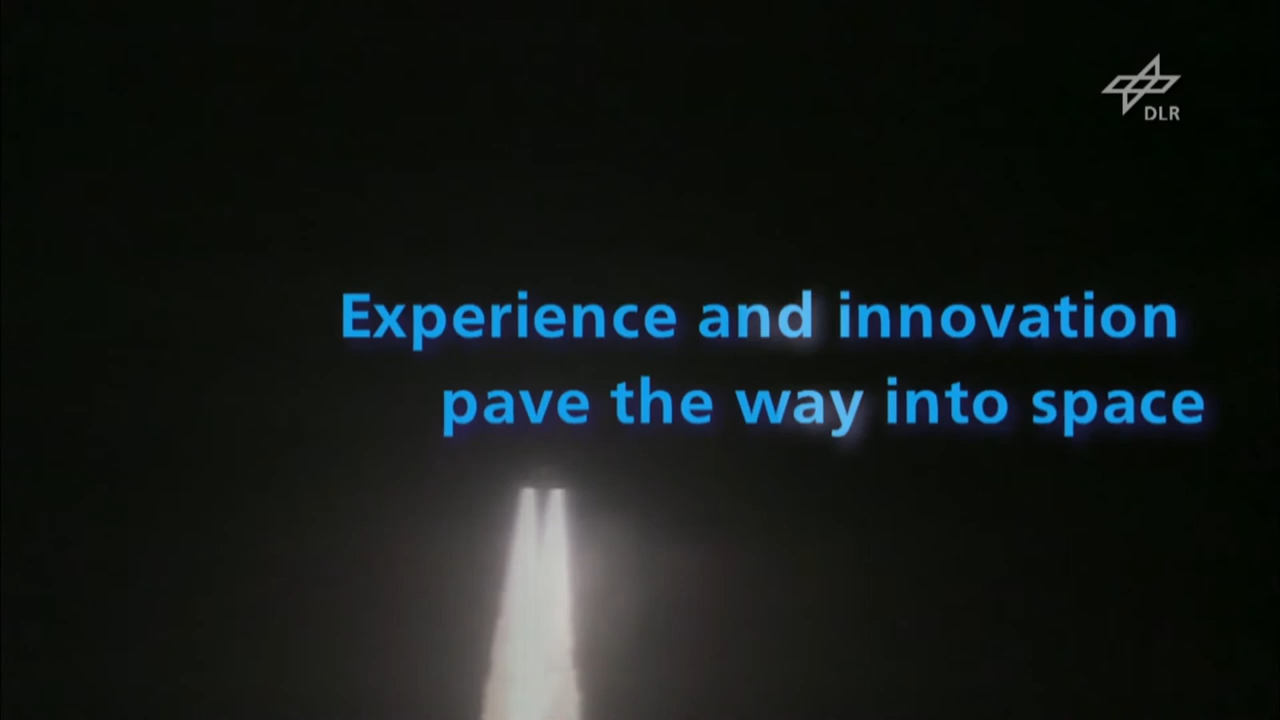 DLR
Experience and innovation
pave the way into space